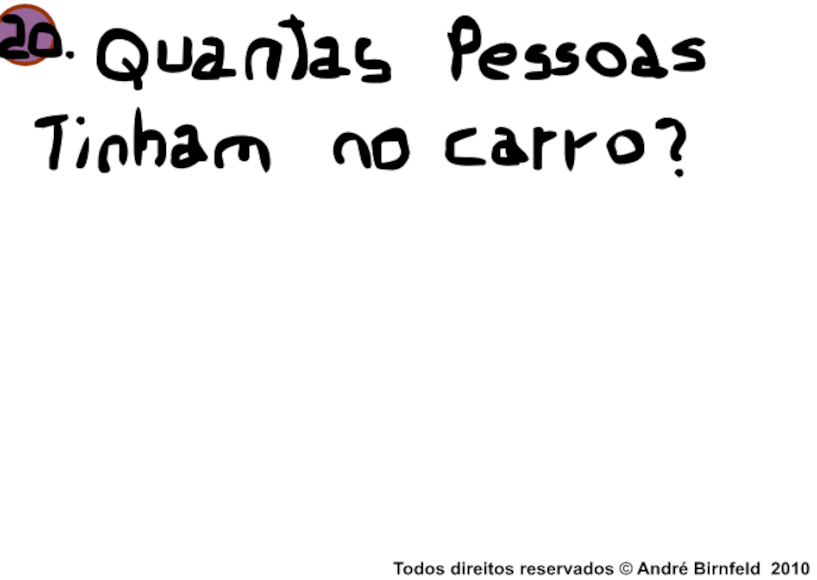 20. Quantas Pessoas
Tinham no carro?
Todos direitos reservados © André Birnfeld 2010